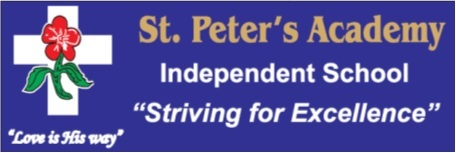 St. Peter's Academy
Independent School
"Striving for Excellence"
"Love is His way"